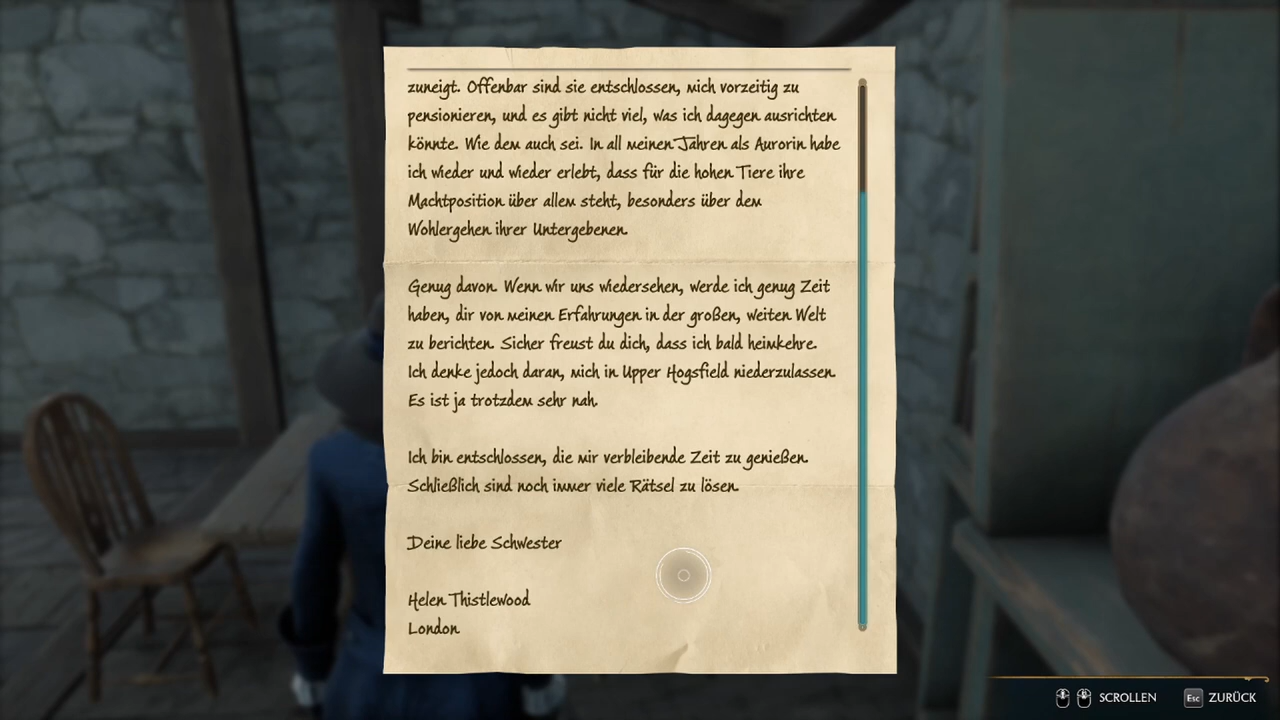 zuneigt. Offenbar sind sie entschlossen, mich vorzeitig zu
pensionieren, und es gibt nicht viel, was ich dagegen ausrichten
könnte. Wie dem auch sei. In all meinen Jahren als Aurorin habe
ich wieder und wieder erlebt, dass für die hohen Tiere ihre
Machtposition über allem steht, besonders über dem
Wohlergehen ihrer Untergebenen.
Genug davon. Wenn wir uns wiedersehen, werde ich genug Zeit
haben, dir von meinen Erfahrungen in der großen, weiten Welt
zu berichten. Sicher freust du dich, dass ich bald heimkehre.
Ich denke jedoch daran, mich in Upper Hogsfield niederzulassen.
Es ist ja trotzdem sehr nah.
Ich bin entschlossen, die mir verbleibende Zeit zu genießen.
Schließlich sind noch immer viele Rätsel zu lösen.
Deine liebe Schwester
Helen Thistlewood
London
SCROLLEN Esc ZURÜCK